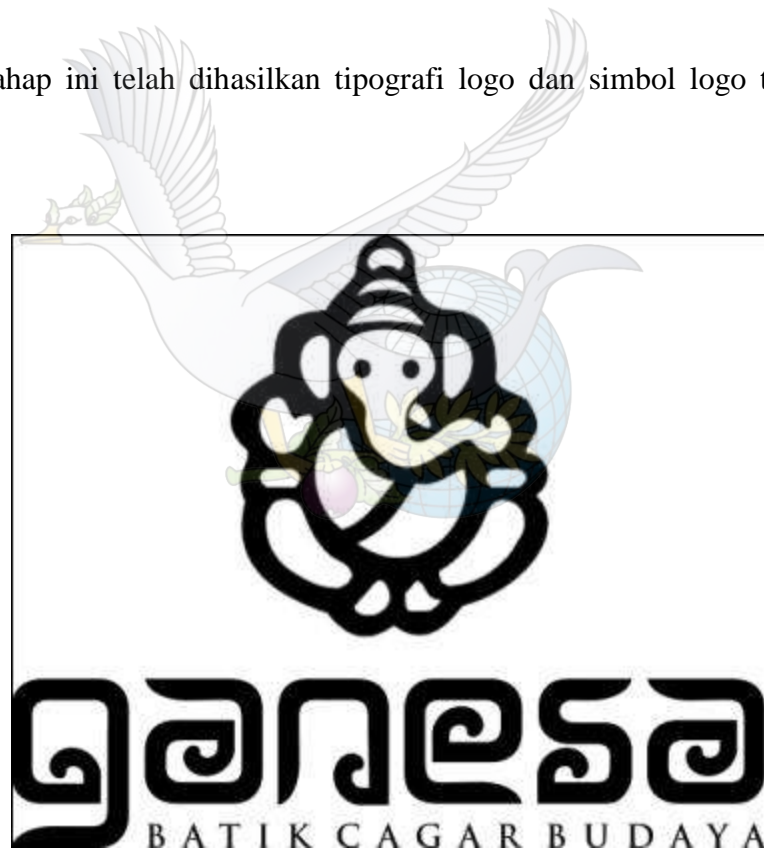 ahap ini telah dihasilkan tipografi logo dan simbol logo t
ganesa
BATIK CAGAR BUDAYA